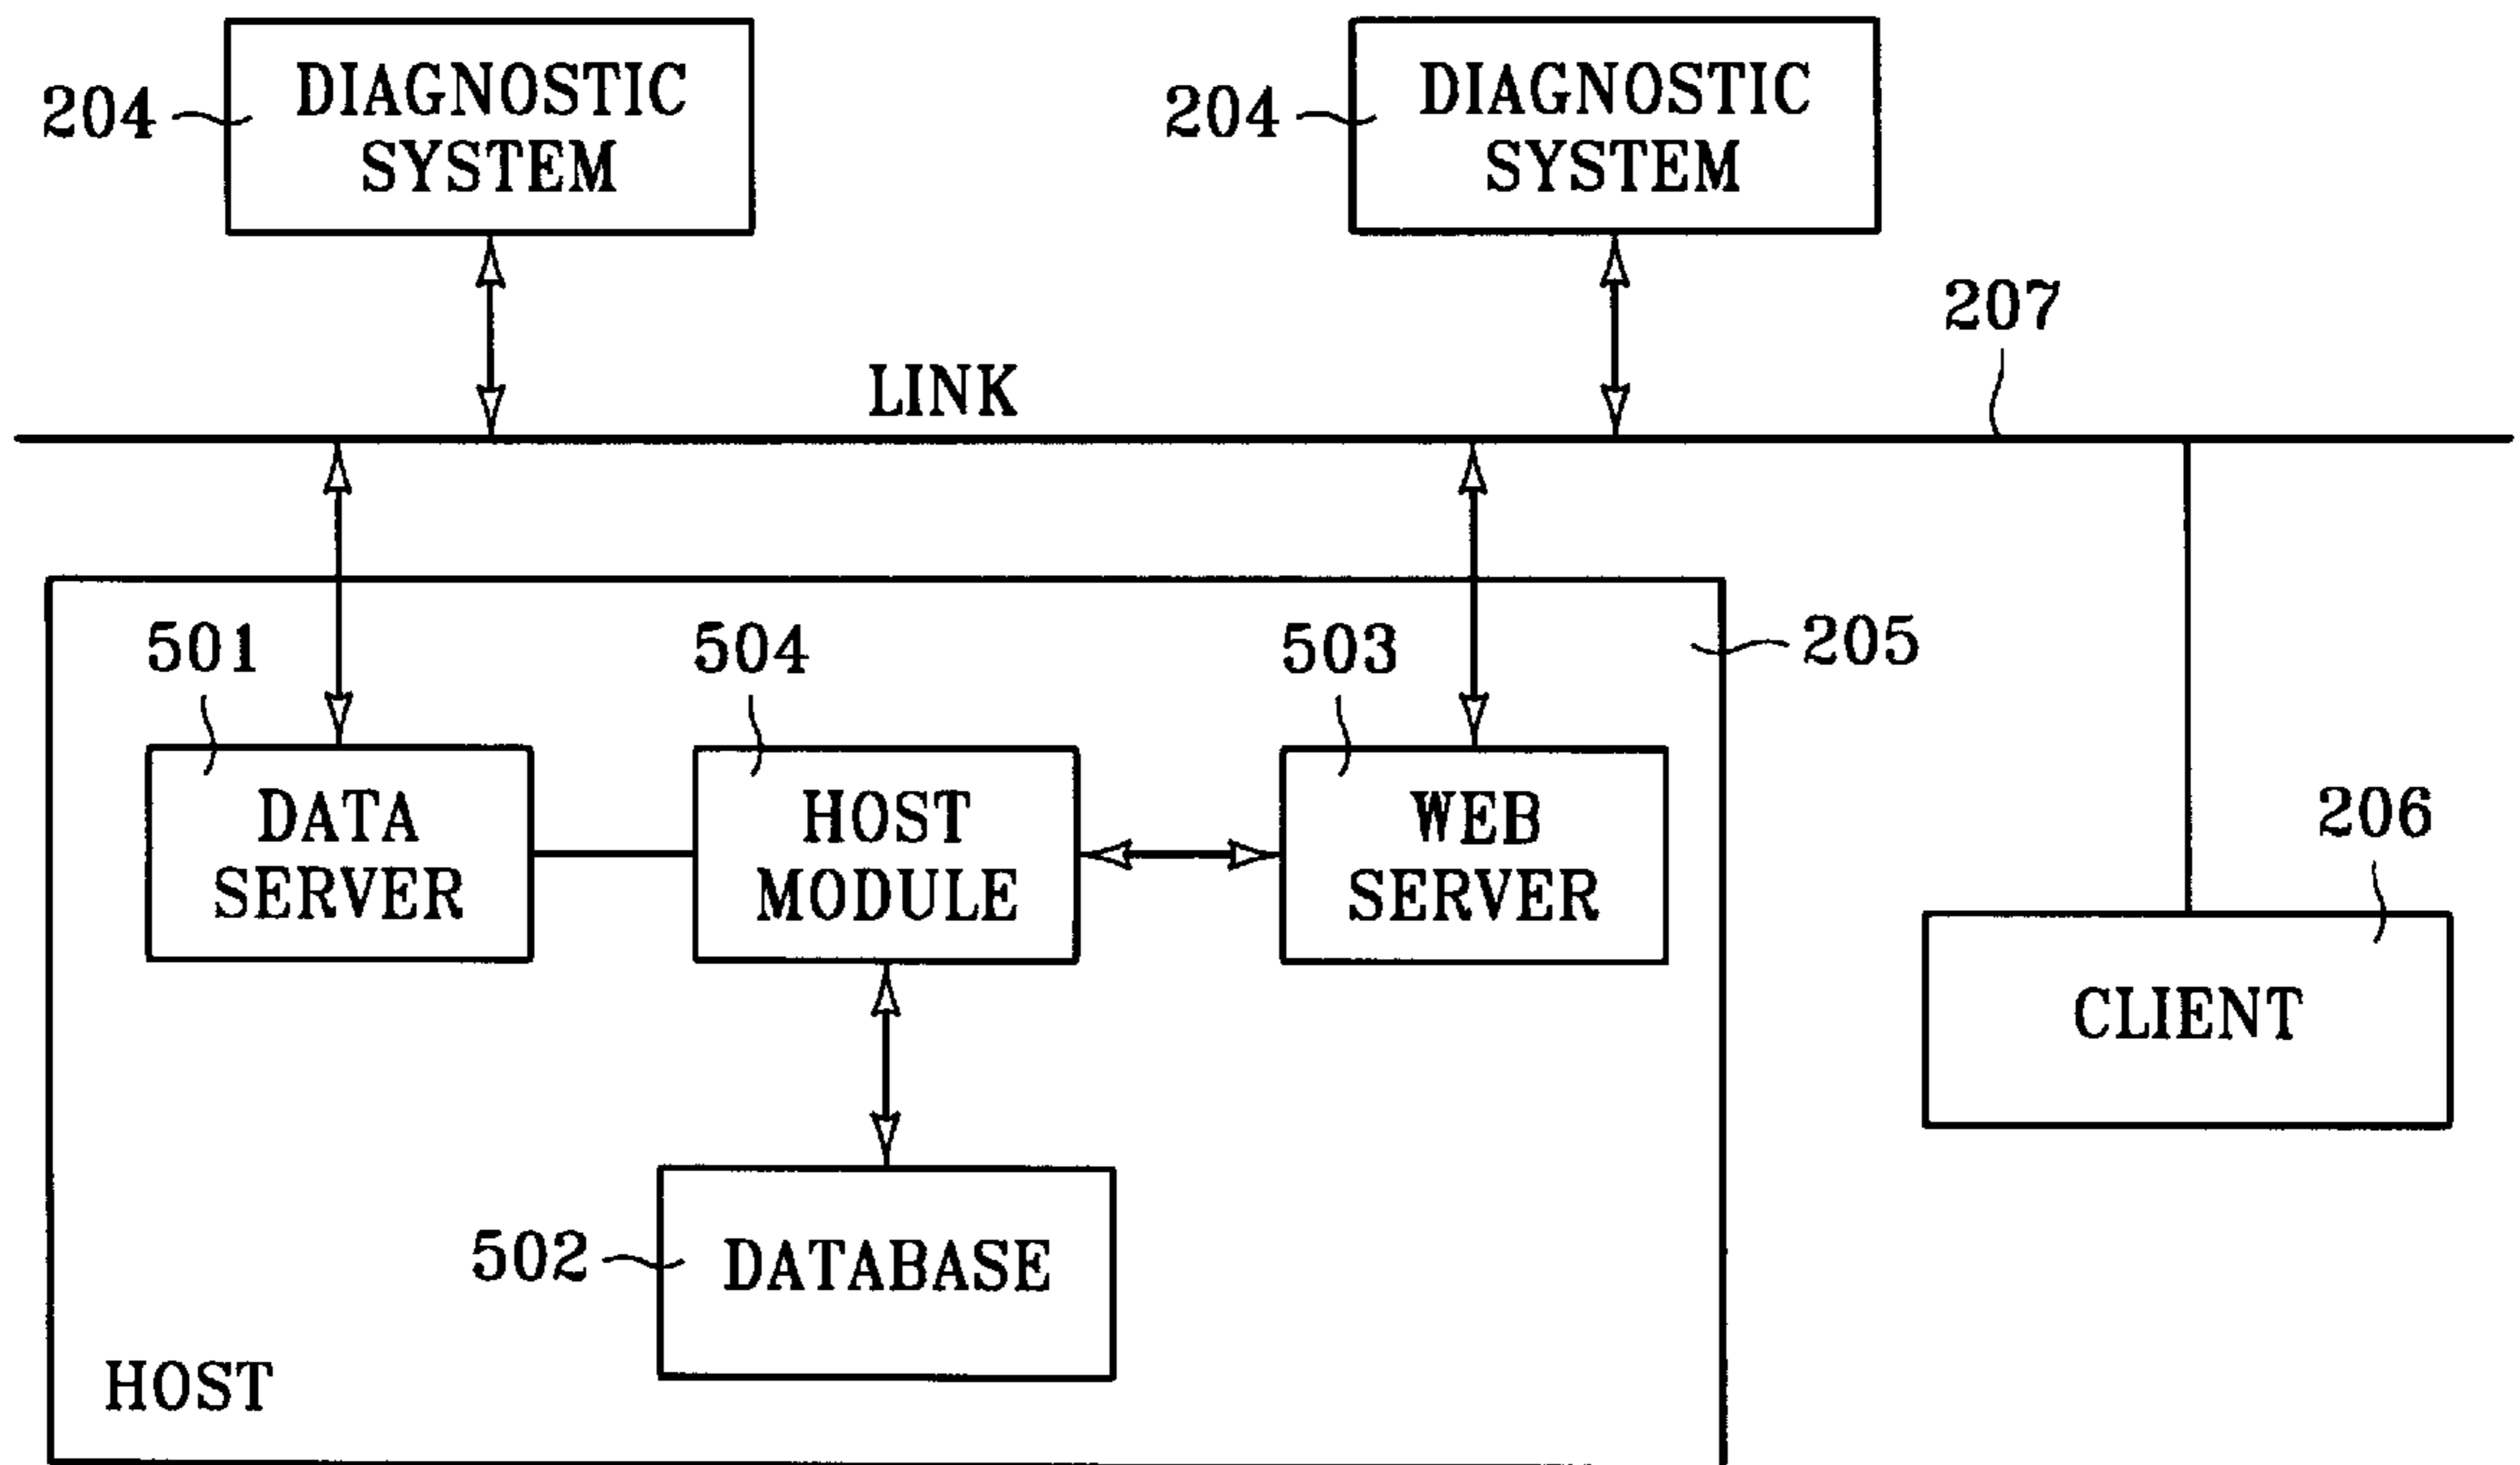 204
DIAGNOSTIC
SYSTEM
204
DIAGNOSTIC
SYSTEM
207
LINK
501
504
503
205
DATA
SERVER
HOST
MODULE
WEB
SERVER
206
CLIENT
502
DATABASE
HOST